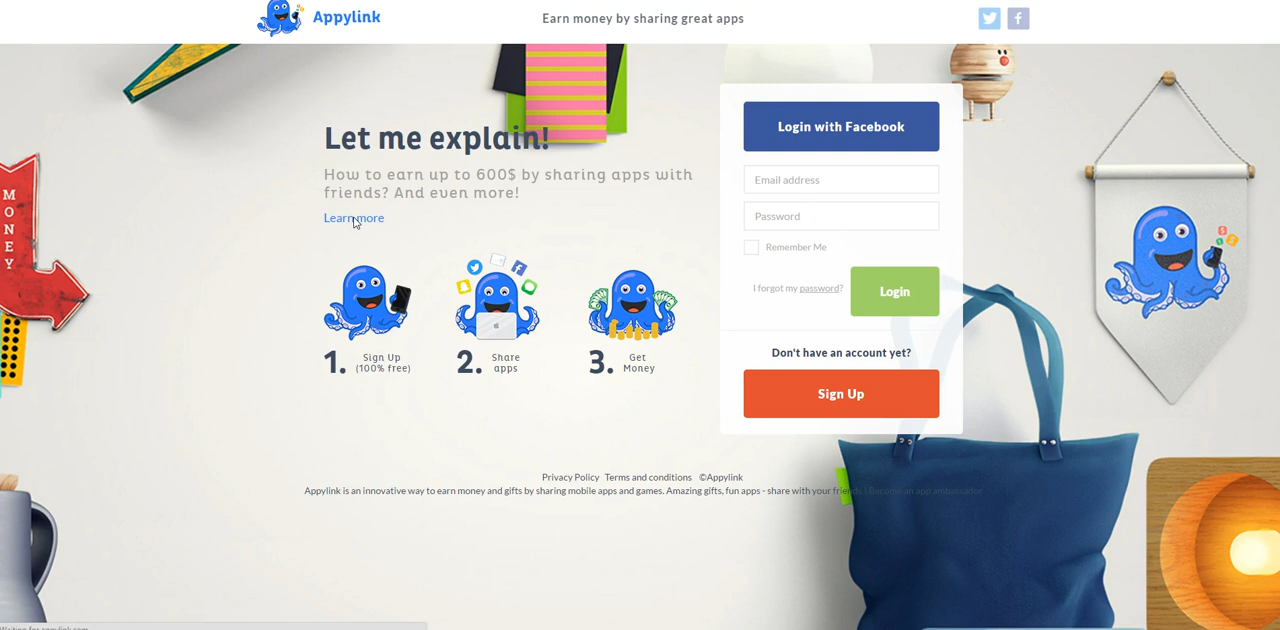 Appylink
Earn money by sharing great apps
Let me explain!
How to earn up to 600$ by sharing apps with
friends? And even more!
Learn more
1. Sign Up
(100% free)
2. Share
apps
3. Get
Money
Login with Facebook
Email address
Password
Remember Me
I forgot my password?
Login
Don't have an account yet?
Sign Up
MONEY
Privacy Policy Terms and conditions ©Appylink
Appylink is an innovative way to earn money and gifts by sharing mobile apps and games. Amazing gifts, fun apps - share with your friends | Become an app ambassador
Waiting for appylink.com